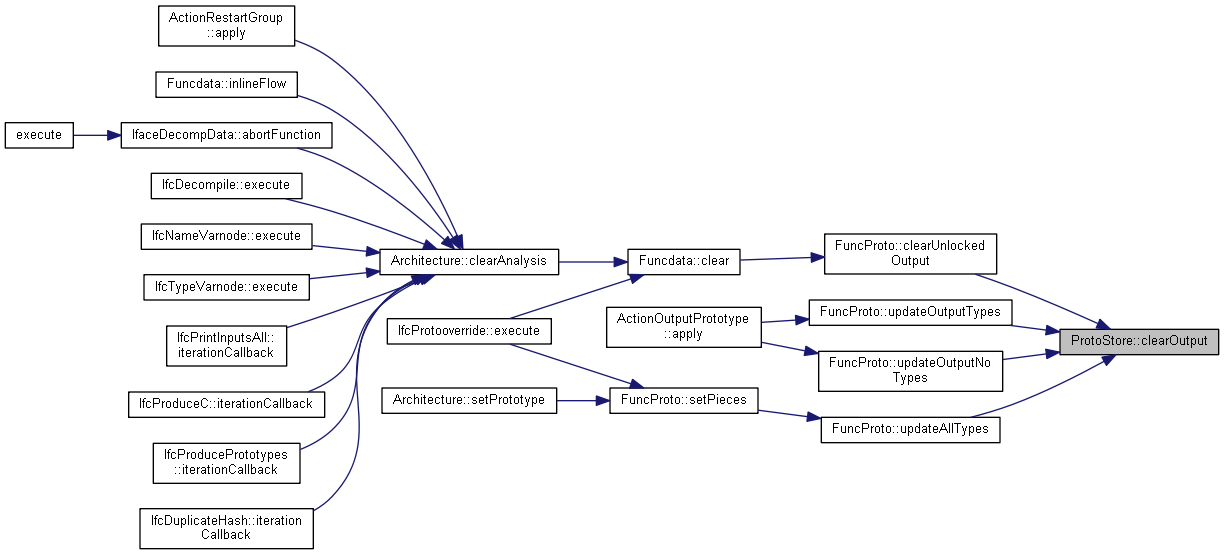 ActionRestartGroup
::apply
Funcdata::inlineFlow
execute
IfaceDecompData::abortFunction
IfcDecompile::execute
IfcNameVarnode::execute
IfcTypeVarnode::execute
IfcPrintInputsAll::
iterationCallback
IfcProduceC::iterationCallback
IfcProducePrototypes
::iterationCallback
IfcDuplicateHash::iteration
Callback
Architecture::clearAnalysis
IfcProtooverride::execute
Architecture::setPrototype
Funcdata::clear
ActionOutputPrototype
::apply
FuncProto::setPieces
FuncProto::clearUnlocked
Output
FuncProto::updateOutputTypes
FuncProto::updateOutputNo
Types
FuncProto::updateAllTypes
ProtoStore::clearOutput